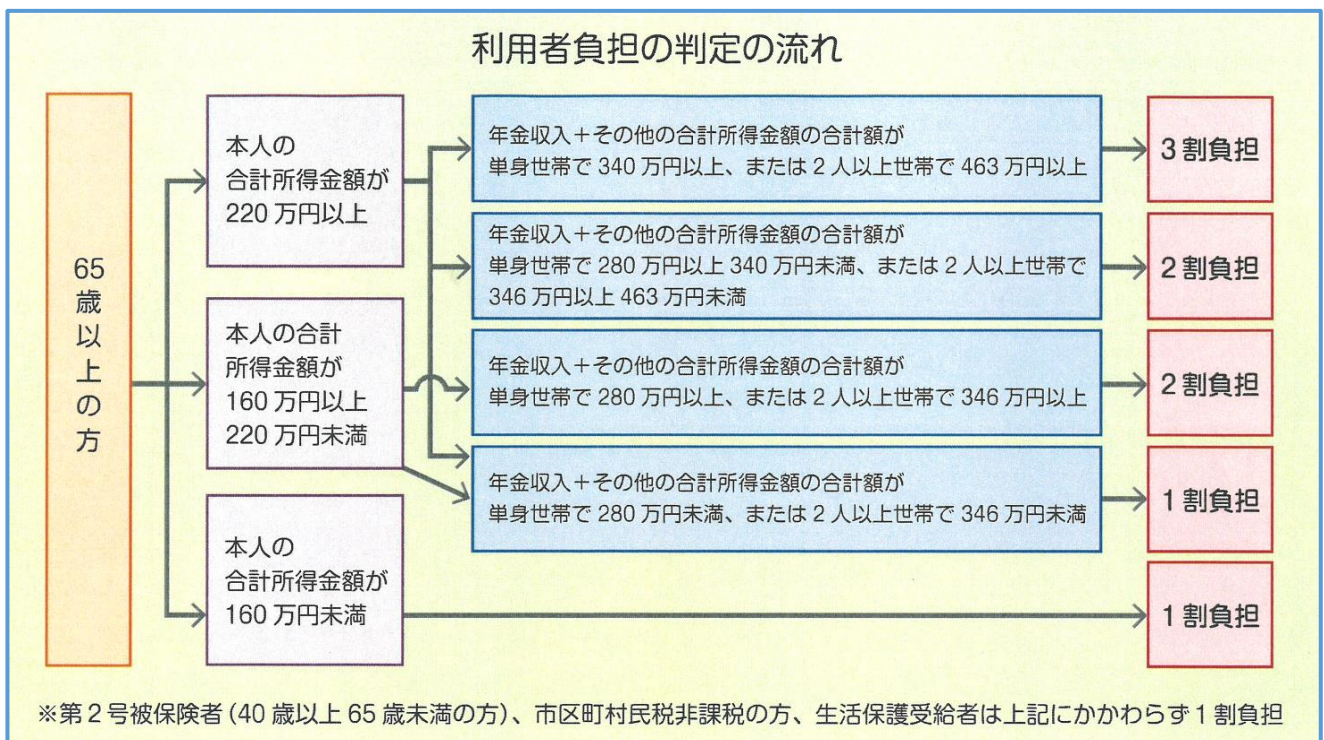 利用者負担の判定の流れ
65歳以上の方
本人の
合計所得金額が
220万円以上
年金収入+その他の合計所得金額の合計額が
単身世帯で340万円以上、または2人以上世帯で463万円以上
3割負担
年金収入+その他の合計所得金額の合計額が
単身世帯で280万円以上340万円未満、または2人以上世帯で
346万円以上463万円未満
2割負担
本人の合計
所得金額が
160万円以上
220万円未満
年金収入+その他の合計所得金額の合計額が
単身世帯で280万円以上、または2人以上世帯で346万円以上
2割負担
年金収入+その他の合計所得金額の合計額が
単身世帯で280万円未満、または2人以上世帯で346万円未満
1割負担
本人の
合計所得金額が
160万円未満
1割負担
※第2号被保険者(40歳以上65歳未満の方)、市区町村民税非課税の方、生活保護受給者は上記にかかわらず1割負担